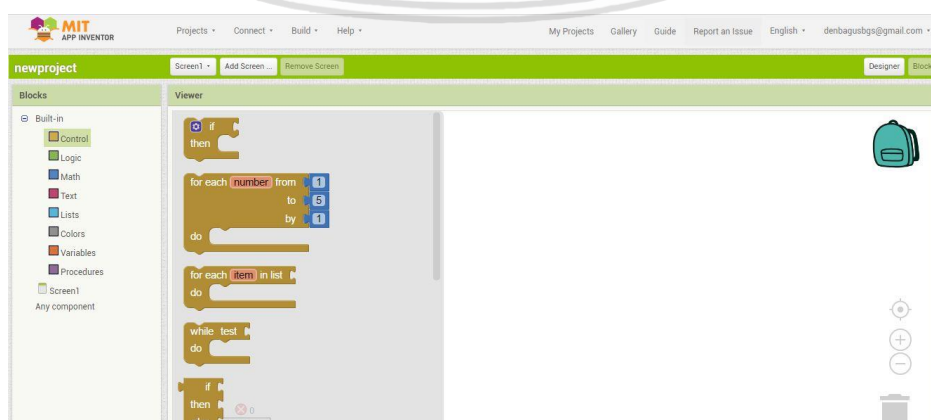 MIT
APP INVENTOR
Projects Connect Build Help My Projects Gallery Guide Report an Issue English denbagusbgs@gmail.com
newproject Screen1 Add Screen ... Remove Screen Designer
Blocks Viewer
Built-in
Control
Logic
Math
Text
Lists
Colors
Variables
Procedures
Screen1
Any component
if
then
for each number from 1
to 5
by 1
do
for each item in list
do
while test
do
if
then
0